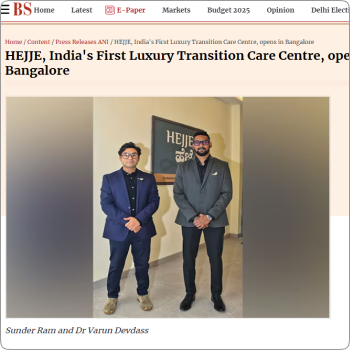 BS Home Latest E-Paper Markets Budget 2025 Opinion Delhi Elect
Home / Content / Press Releases ANI / HEJJE, India's First Luxury Transition Care Centre, opens in Bangalore
HEJJE, India's First Luxury Transition Care Centre, ope
Bangalore
HEJJE
ಹೆಜ್ಜೆ
Sunder Ram and Dr Varun Devdass